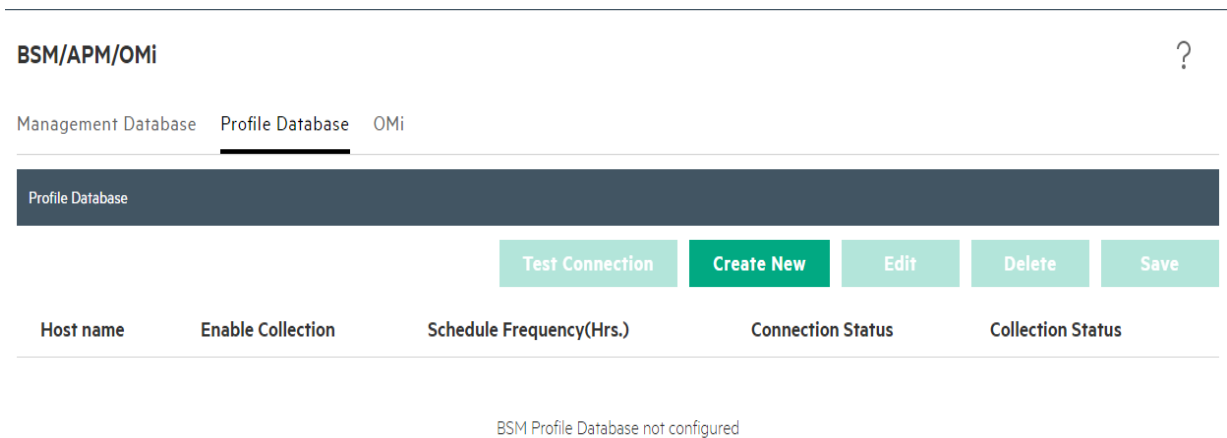 BSM/APM/OMi ?
Management Database Profile Database OMi
Profile Database
Test Connection Create New Edit Delete Save
Host name Enable Collection Schedule Frequency(Hrs.) Connection Status Collection Status
BSM Profile Database not configured